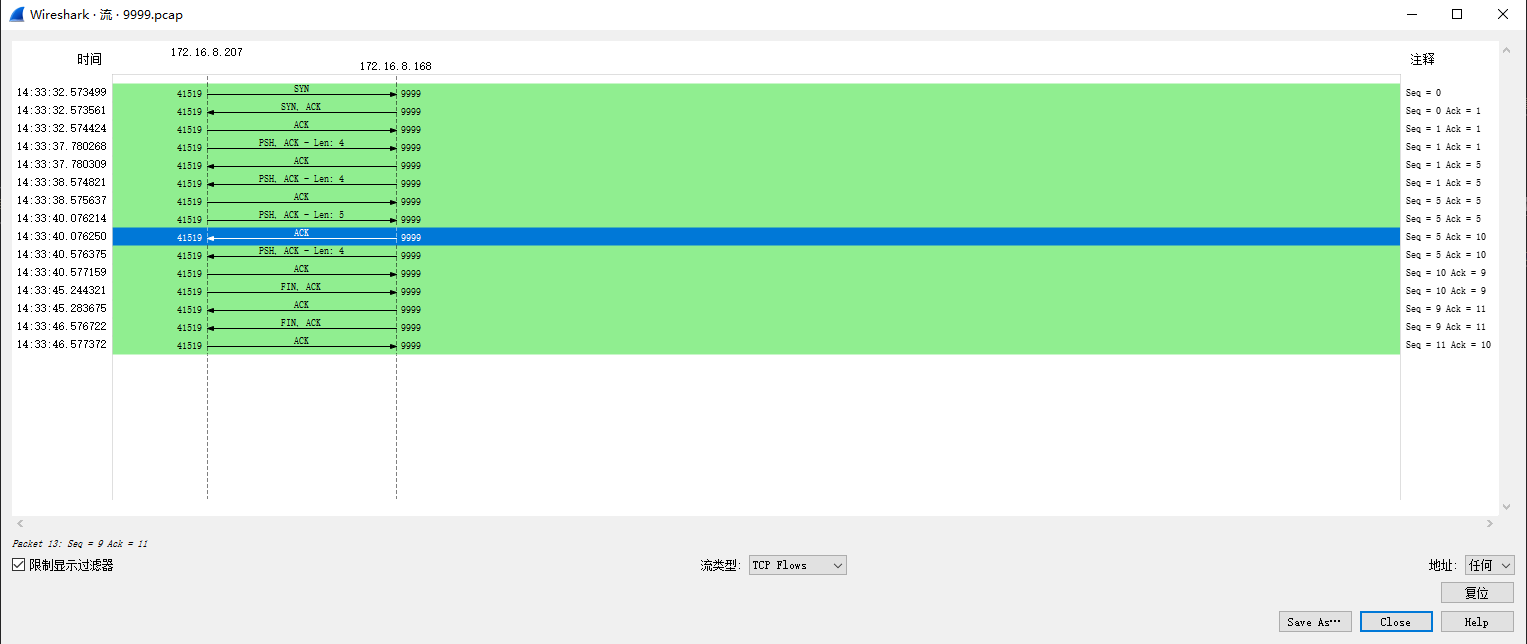 Wireshark · 流 · 9999.pcap
时间
172.16.8.207
172.16.8.168
注释
14:33:32.573499 41519 SYN 9999 Seq = 0
14:33:32.573561 41519 SYN, ACK 9999 Seq = 0 Ack = 1
14:33:32.574424 41519 ACK 9999 Seq = 1 Ack = 1
14:33:37.780268 41519 PSH, ACK - Len: 4 9999 Seq = 1 Ack = 1
14:33:37.780309 41519 ACK 9999 Seq = 1 Ack = 5
14:33:38.574821 41519 PSH, ACK - Len: 4 9999 Seq = 1 Ack = 5
14:33:38.575637 41519 ACK 9999 Seq = 5 Ack = 5
14:33:40.076214 41519 PSH, ACK - Len: 5 9999 Seq = 5 Ack = 5
14:33:40.076250 41519 ACK 9999 Seq = 5 Ack = 10
14:33:40.576375 41519 PSH, ACK - Len: 4 9999 Seq = 5 Ack = 10
14:33:40.577159 41519 ACK 9999 Seq = 10 Ack = 9
14:33:45.244321 41519 FIN, ACK 9999 Seq = 10 Ack = 9
14:33:45.283675 41519 ACK 9999 Seq = 9 Ack = 11
14:33:46.576722 41519 FIN, ACK 9999 Seq = 9 Ack = 11
14:33:46.577372 41519 ACK 9999 Seq = 11 Ack = 10
Packet 13: Seq = 9 Ack = 11
限制显示过滤器 流类型: TCP Flows 地址: 任何
复位
Save As… Close Help